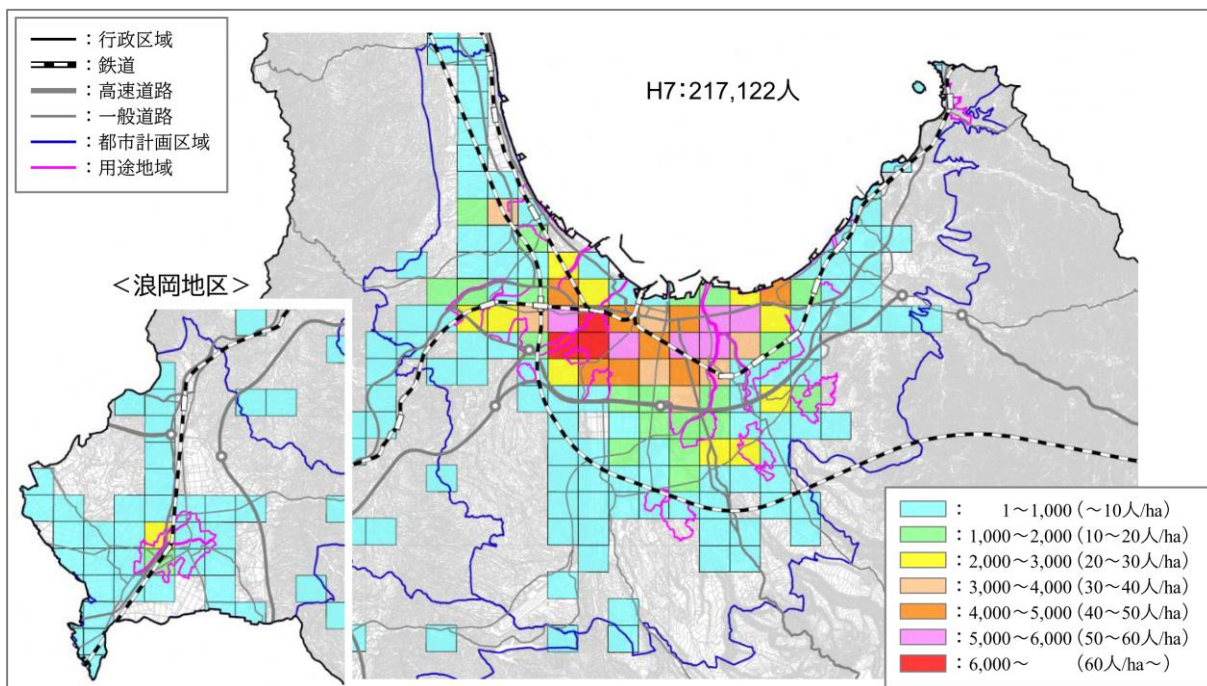 ：行政区域
：鉄道
：高速道路
：一般道路
：都市計画区域
：用途地域
H7：217,122人
＜浪岡地区＞
： 1～1,000（～10人/ha）
：1,000～2,000（10～20人/ha）
：2,000～3,000（20～30人/ha）
：3,000～4,000（30～40人/ha）
：4,000～5,000（40～50人/ha）
：5,000～6,000（50～60人/ha）
：6,000～ （60人/ha～）